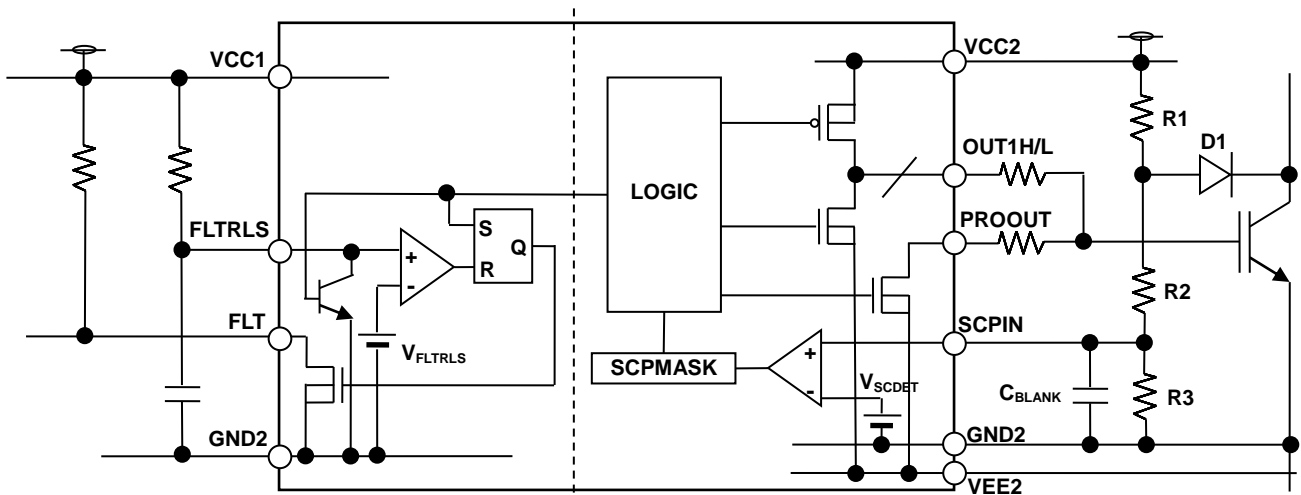 VCC1
VCC2
R1
D1
OUT1H/L
LOGIC
FLTRLS
S
Q
R
+
-
PROOUT
R2
FLT
VFLTRLS
SCPIN
SCPMASK
+
-
VSCDET
CBLANK
R3
GND2
GND2
VEE2